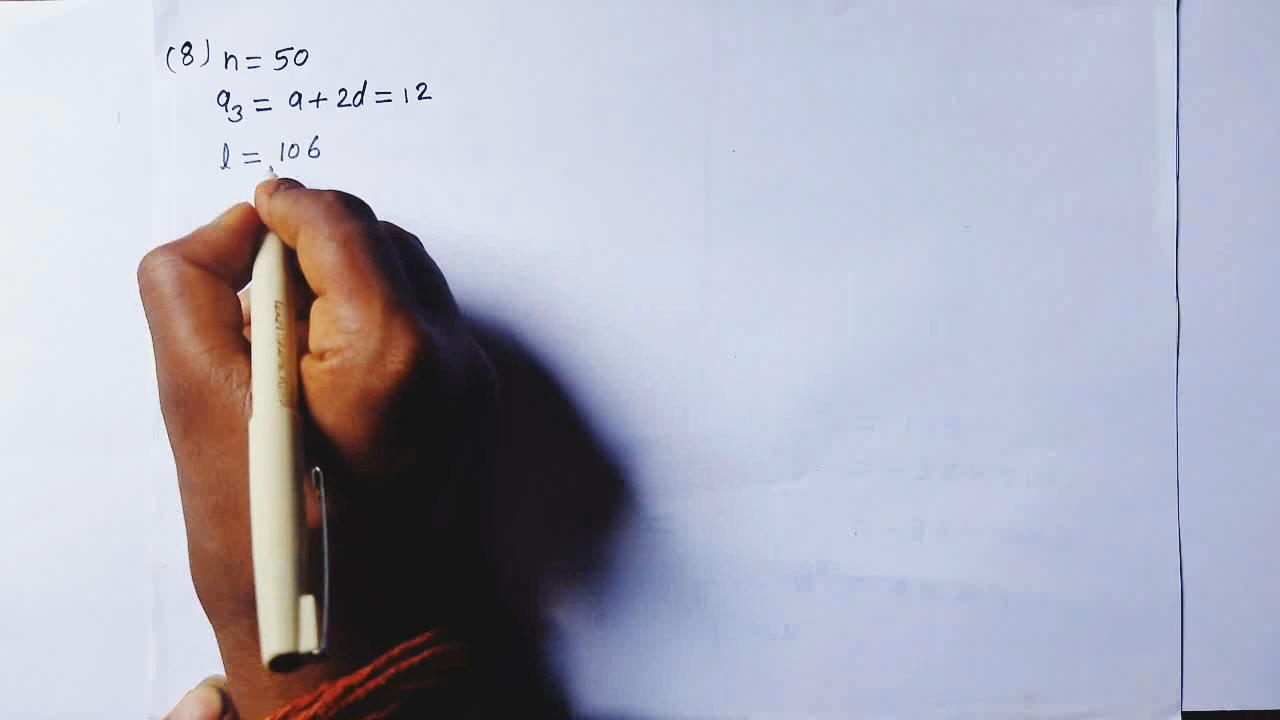 (8) n = 50
a₃ = a + 2d = 12
l = 106